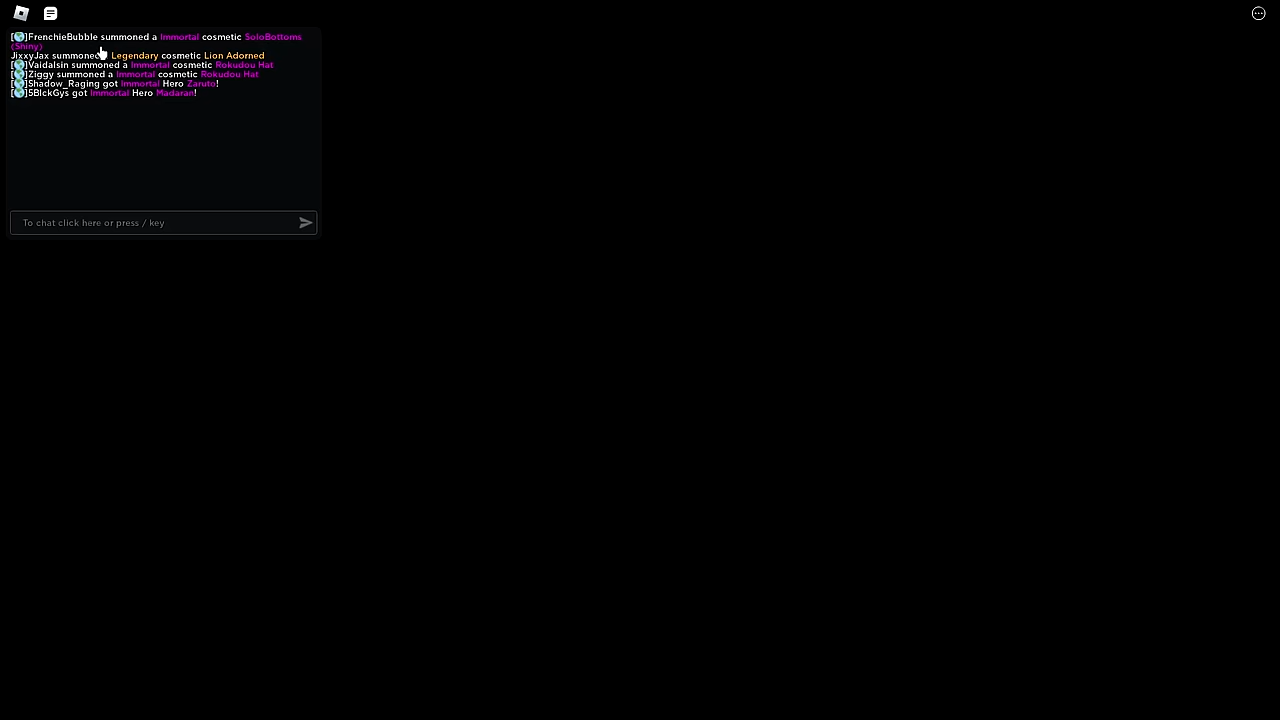 [🌎]FrenchieBubble summoned a Immortal cosmetic SoloBottoms
(Shiny)
JixxyJax summoned Legendary cosmetic Lion Adorned
[🌎]Vaidalsin summoned a Immortal cosmetic Rokudou Hat
[🌎]Ziggy summoned a Immortal cosmetic Rokudou Hat
[🌎]Shadow_Raging got Immortal Hero Zaruto!
[🌎]5BlckGys got Immortal Hero Madaran!
To chat click here or press / key